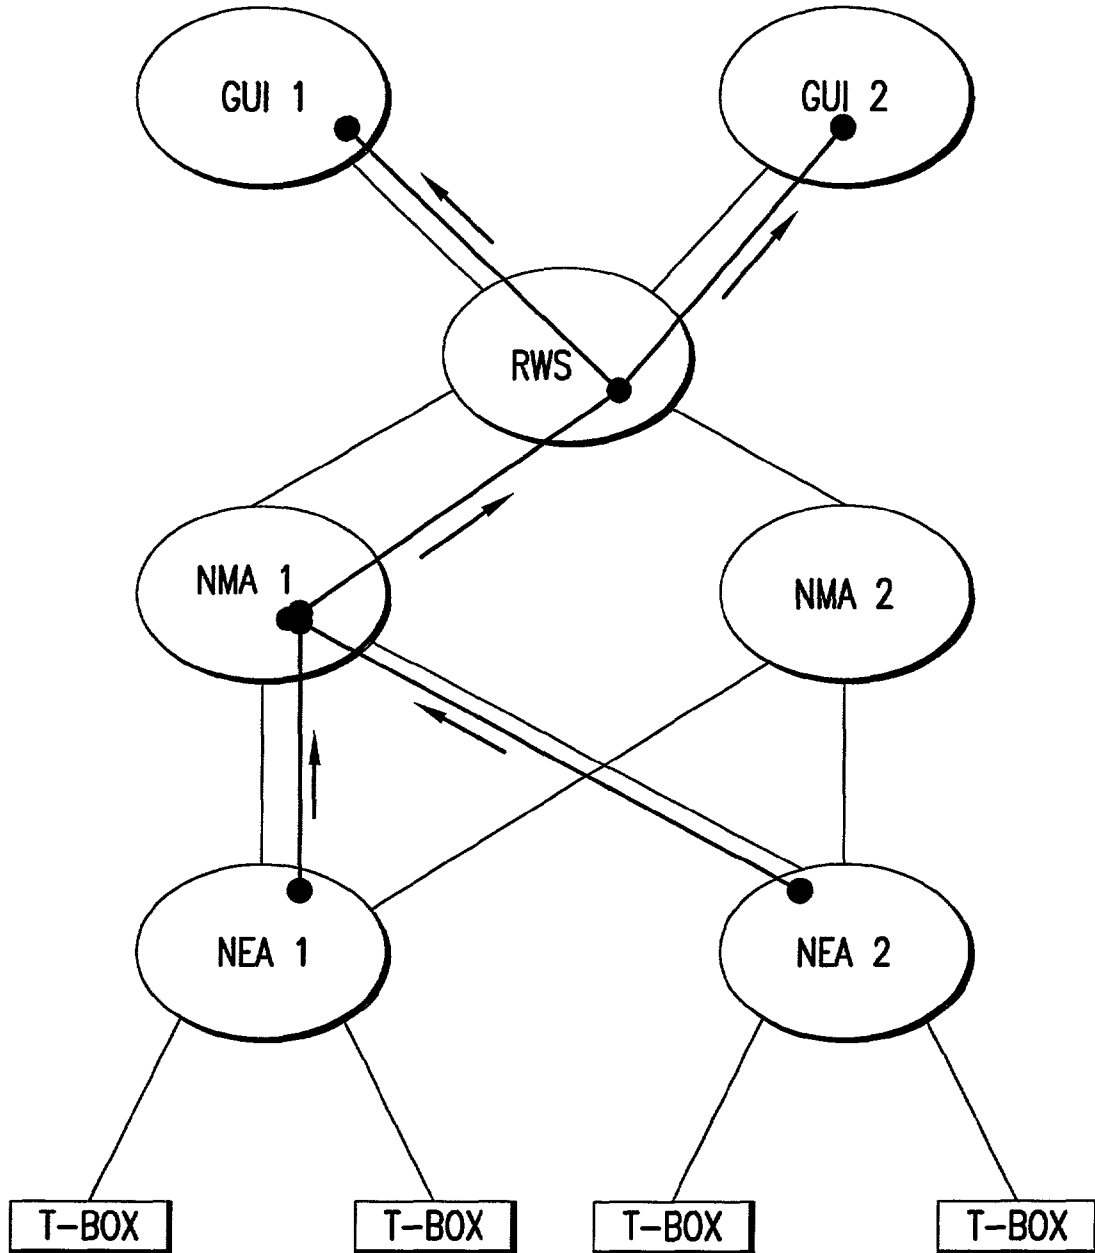 GUI 1
GUI 2
RWS
NMA 1
NMA 2
NEA 1
NEA 2
T-BOX
T-BOX
T-BOX
T-BOX